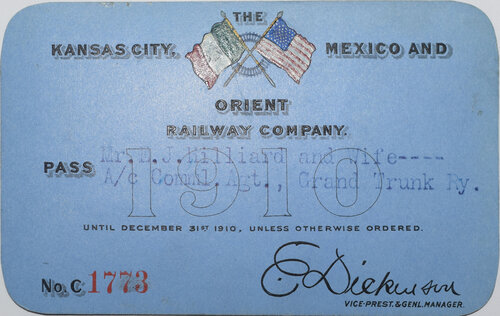 THE
KANSAS CITY, MEXICO AND
ORIENT
RAILWAY COMPANY.
1910
PASS Mr. E.J.Hilliard and wife----
A/c Comml.Agt., Grand Trunk Ry.
UNTIL DECEMBER 31ST 1910, UNLESS OTHERWISE ORDERED.
No. C 1773
E Dickinson
VICE-PREST. & GENL. MANAGER.